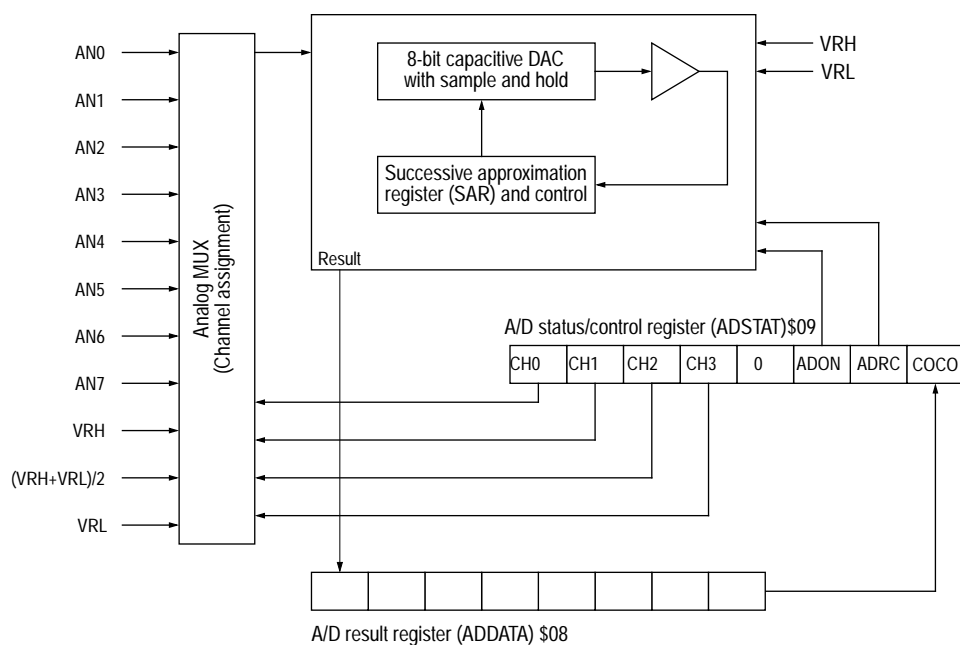 AN0
AN1
AN2
AN3
AN4
AN5
AN6
AN7
VRH
(VRH+VRL)/2
VRL
Analog MUX
(Channel assignment)
8-bit capacitive DAC
with sample and hold
Successive approximation
register (SAR) and control
Result
VRH
VRL
A/D status/control register (ADSTAT)$09
CH0 CH1 CH2 CH3 0 ADON ADRC COCO
A/D result register (ADDATA) $08